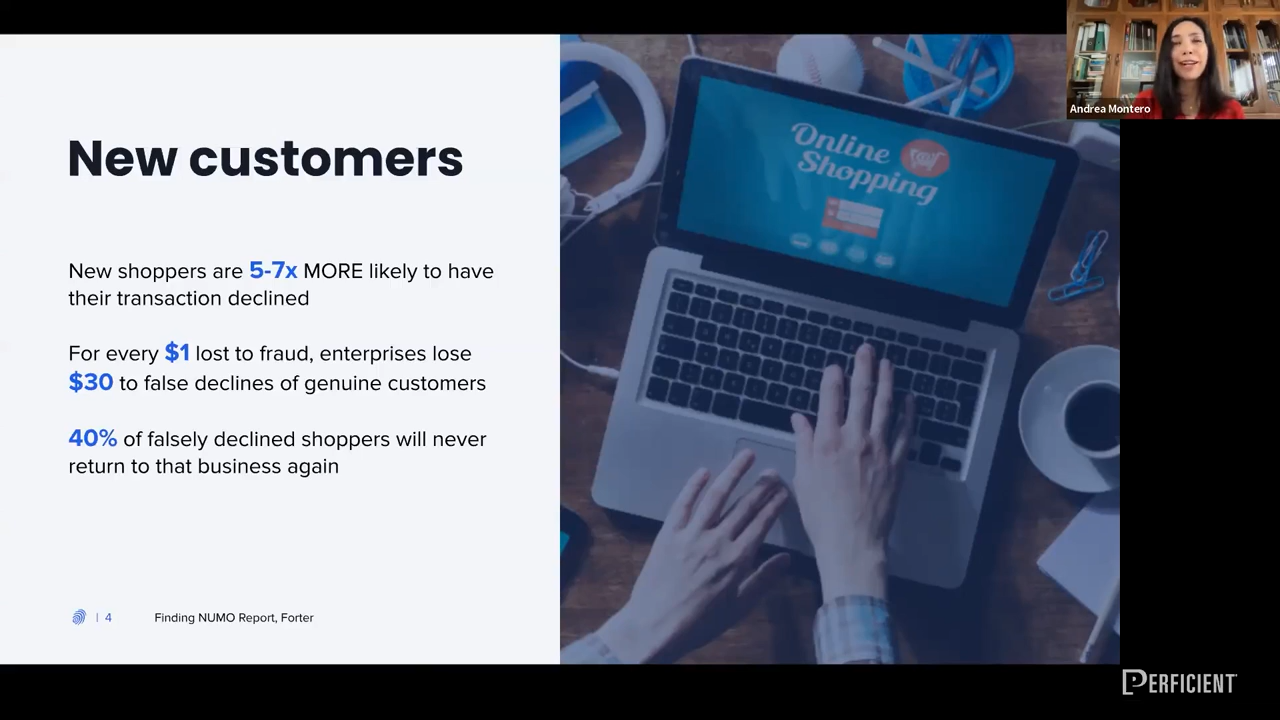 Andrea Montero
New customers
New shoppers are 5-7x MORE likely to have
their transaction declined
For every $1 lost to fraud, enterprises lose
$30 to false declines of genuine customers
40% of falsely declined shoppers will never
return to that business again
| 4 Finding NUMO Report, Forter
Online
Shopping
PERFICIENT